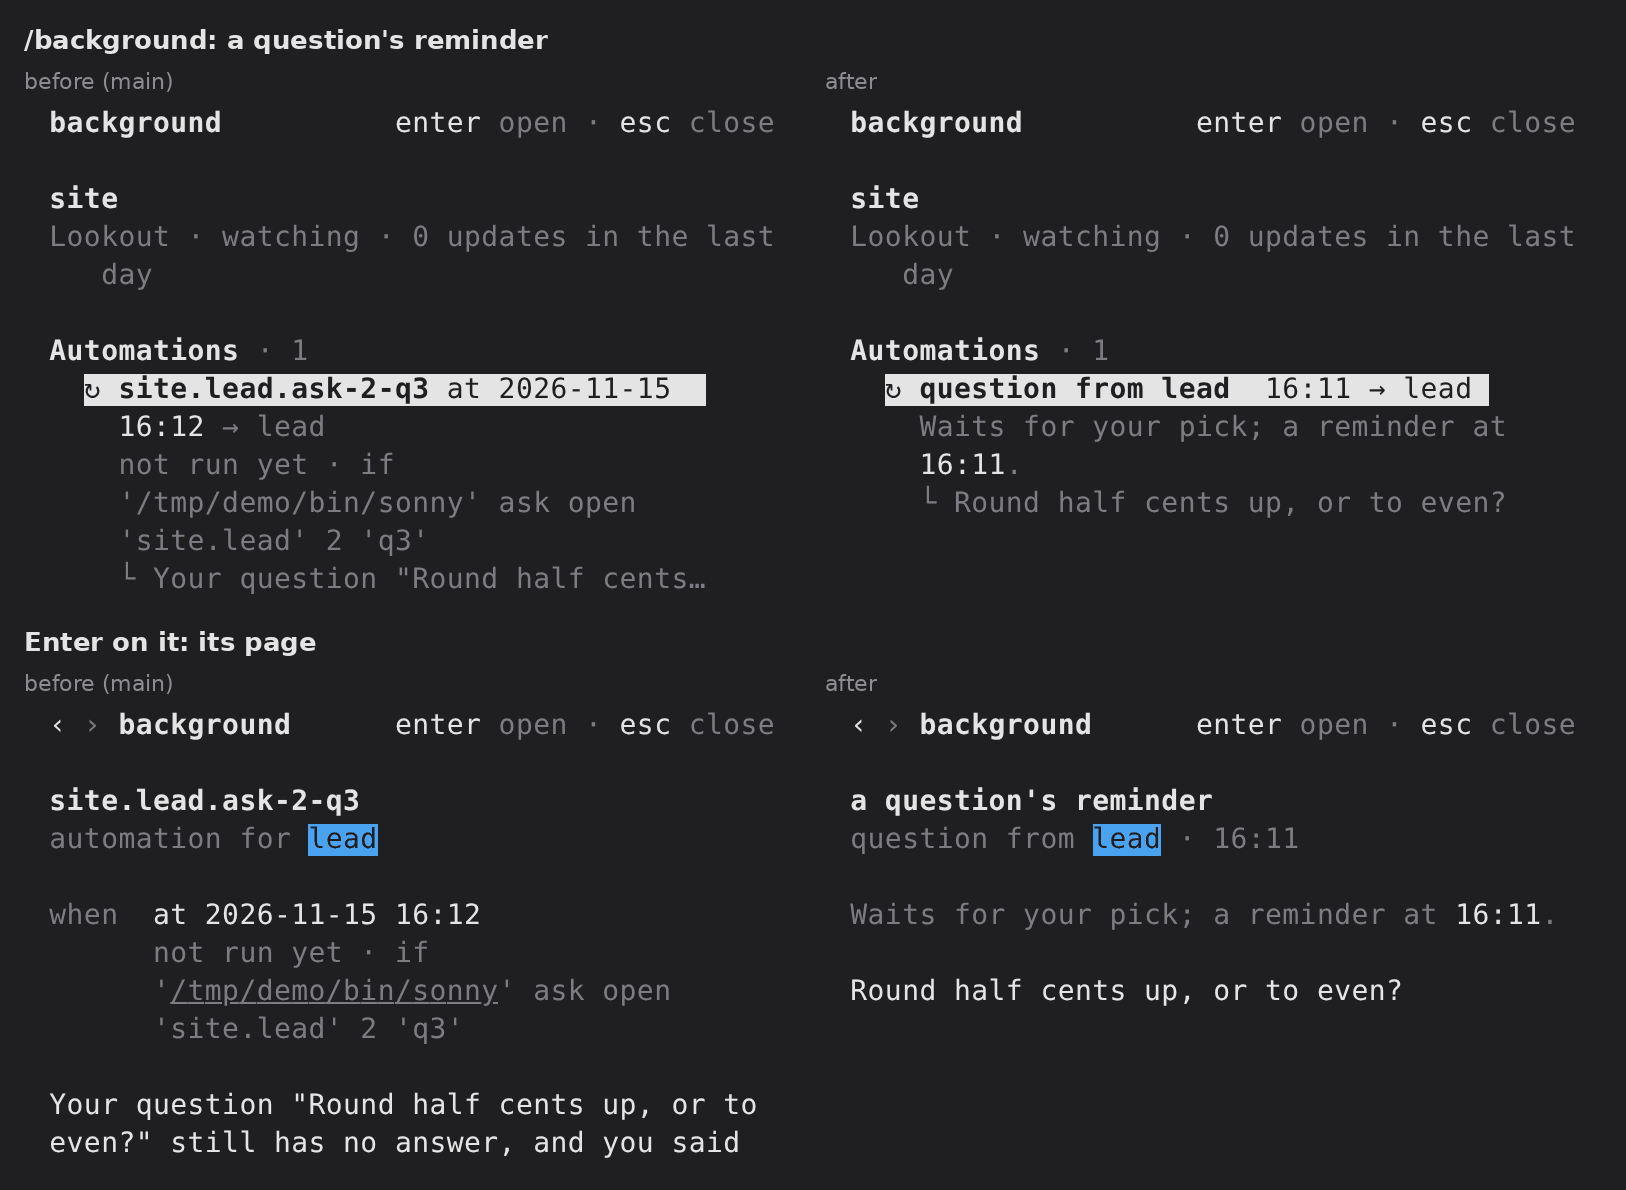 /background: a question's reminder
before (main)
background enter open · esc close
site
Lookout · watching · 0 updates in the last
day
Automations · 1
↻ site.lead.ask-2-q3 at 2026-11-15
16:12 → lead
not run yet · if
'/tmp/demo/bin/sonny' ask open
'site.lead' 2 'q3'
└ Your question "Round half cents…
after
background enter open · esc close
site
Lookout · watching · 0 updates in the last
day
Automations · 1
↻ question from lead 16:11 → lead
Waits for your pick; a reminder at
16:11.
└ Round half cents up, or to even?
Enter on it: its page
before (main)
‹ › background enter open · esc close
site.lead.ask-2-q3
automation for lead
when at 2026-11-15 16:12
not run yet · if
'/tmp/demo/bin/sonny' ask open
'site.lead' 2 'q3'
Your question "Round half cents up, or to
even?" still has no answer, and you said
after
‹ › background enter open · esc close
a question's reminder
question from lead · 16:11
Waits for your pick; a reminder at 16:11.
Round half cents up, or to even?